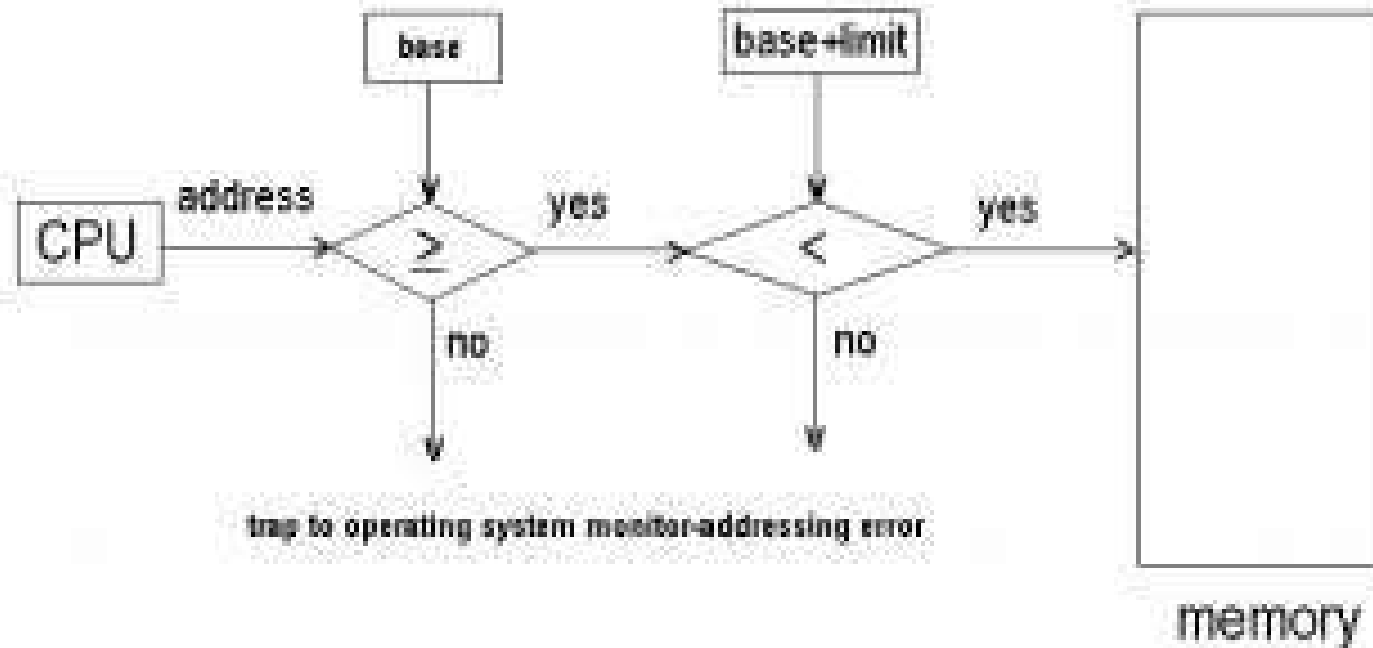 base
base+limit
address
yes
yes
CPU
≥
<
no
no
trap to operating system monitor-addressing error
memory